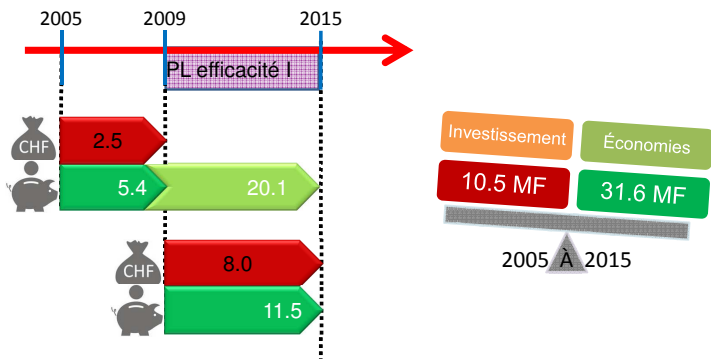 2005 2009 2015
PL efficacité I
2.5
CHF
5.4 20.1
8.0
CHF
11.5
Investissement Économies
10.5 MF 31.6 MF
2005 À 2015